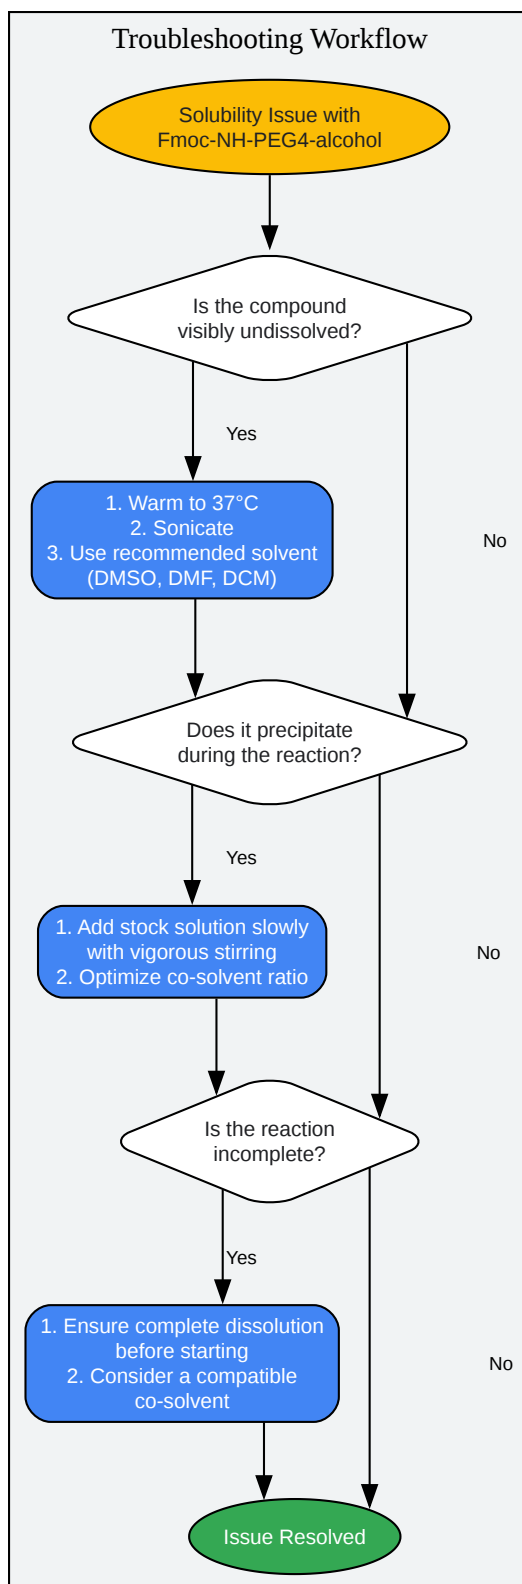 Troubleshooting Workflow
Solubility Issue with
Fmoc-NH-PEG4-alcohol
Is the compound
visibly undissolved?
Yes
1. Warm to 37°C
2. Sonicate
3. Use recommended solvent
(DMSO, DMF, DCM)
No
Does it precipitate
during the reaction?
Yes
1. Add stock solution slowly
with vigorous stirring
2. Optimize co-solvent ratio
No
Is the reaction
incomplete?
Yes
1. Ensure complete dissolution
before starting
2. Consider a compatible
co-solvent
No
Issue Resolved